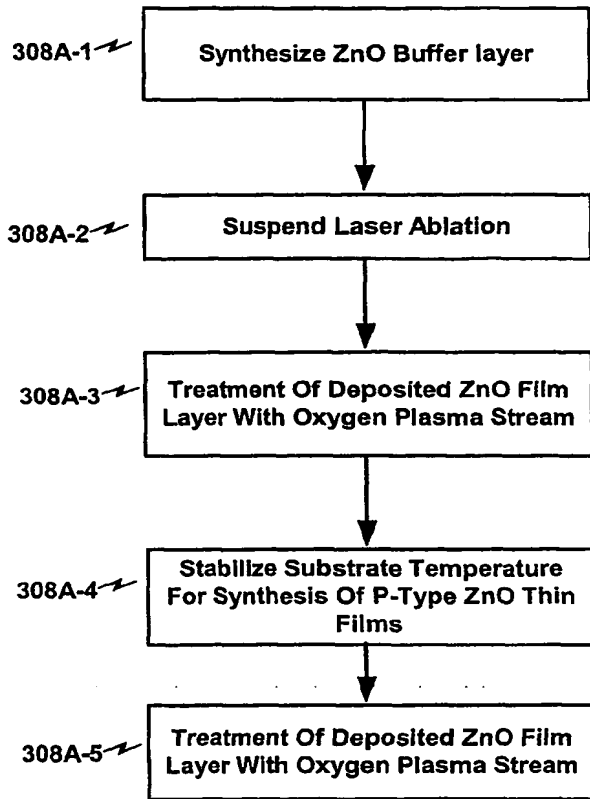 308A-1
Synthesize ZnO Buffer layer
308A-2
Suspend Laser Ablation
308A-3
Treatment Of Deposited ZnO Film
Layer With Oxygen Plasma Stream
308A-4
Stabilize Substrate Temperature
For Synthesis Of P-Type ZnO Thin
Films
308A-5
Treatment Of Deposited ZnO Film
Layer With Oxygen Plasma Stream